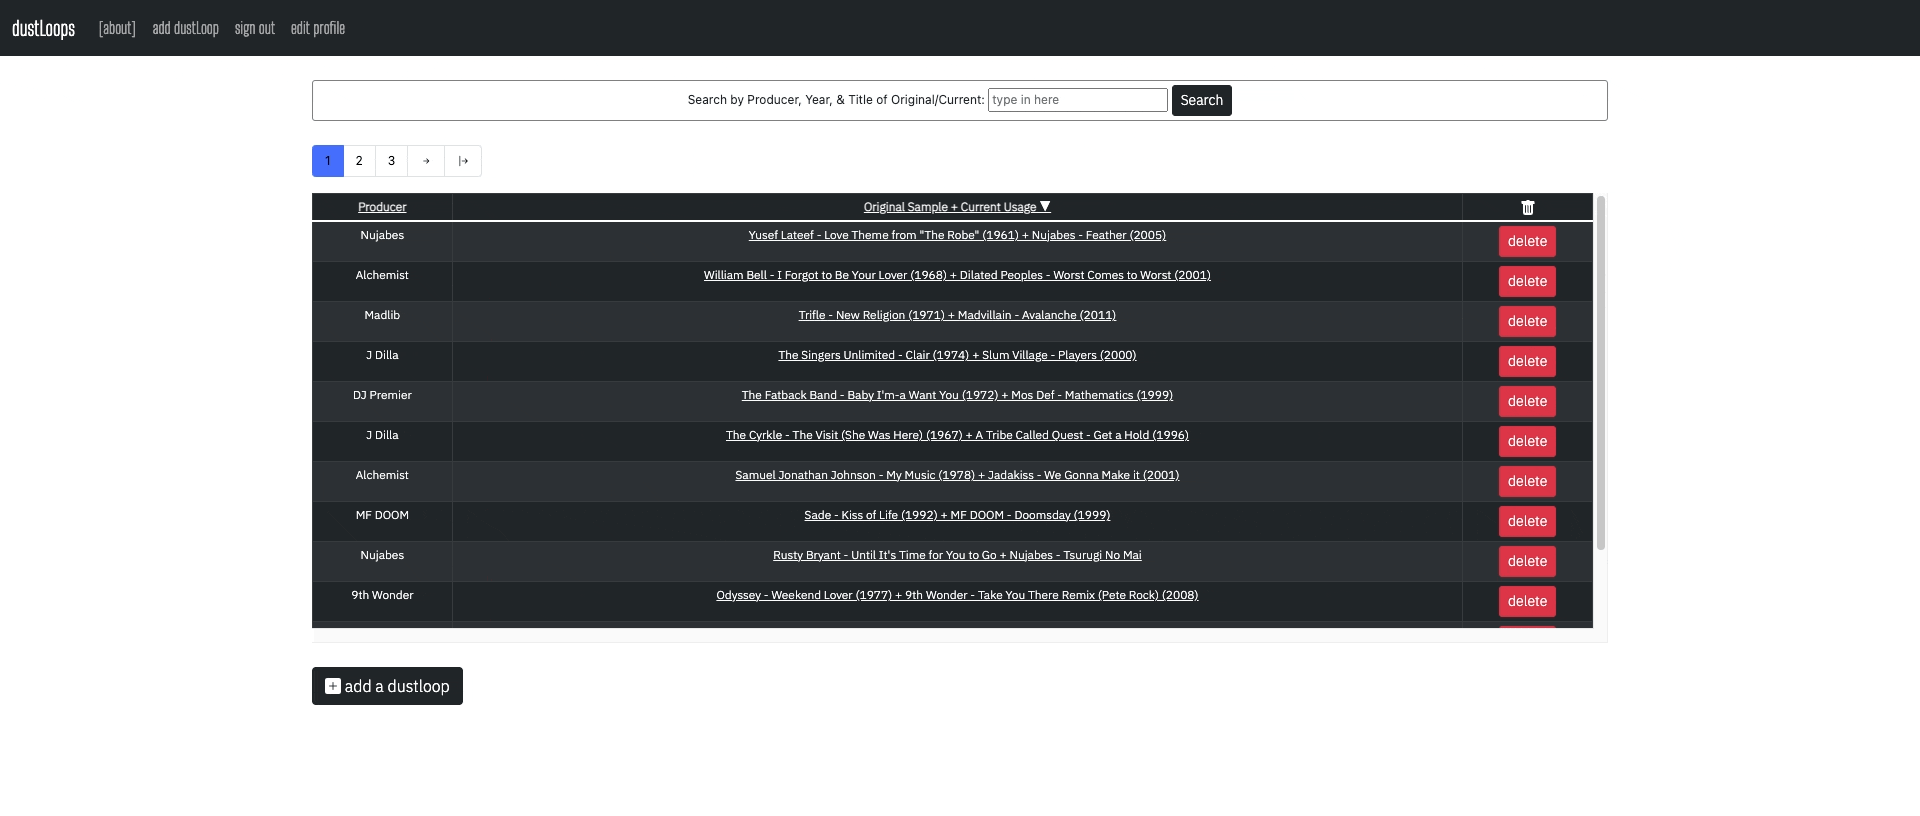 dustLoops [about] add dustLoop sign out edit profile
Search by Producer, Year, & Title of Original/Current: type in here Search
1 2 3 → |→
Producer Original Sample + Current Usage ▼
Nujabes Yusef Lateef - Love Theme from "The Robe" (1961) + Nujabes - Feather (2005) delete
Alchemist William Bell - I Forgot to Be Your Lover (1968) + Dilated Peoples - Worst Comes to Worst (2001) delete
Madlib Trifle - New Religion (1971) + Madvillain - Avalanche (2011) delete
J Dilla The Singers Unlimited - Clair (1974) + Slum Village - Players (2000) delete
DJ Premier The Fatback Band - Baby I'm-a Want You (1972) + Mos Def - Mathematics (1999) delete
J Dilla The Cyrkle - The Visit (She Was Here) (1967) + A Tribe Called Quest - Get a Hold (1996) delete
Alchemist Samuel Jonathan Johnson - My Music (1978) + Jadakiss - We Gonna Make it (2001) delete
MF DOOM Sade - Kiss of Life (1992) + MF DOOM - Doomsday (1999) delete
Nujabes Rusty Bryant - Until It's Time for You to Go + Nujabes - Tsurugi No Mai delete
9th Wonder Odyssey - Weekend Lover (1977) + 9th Wonder - Take You There Remix (Pete Rock) (2008) delete
add a dustloop